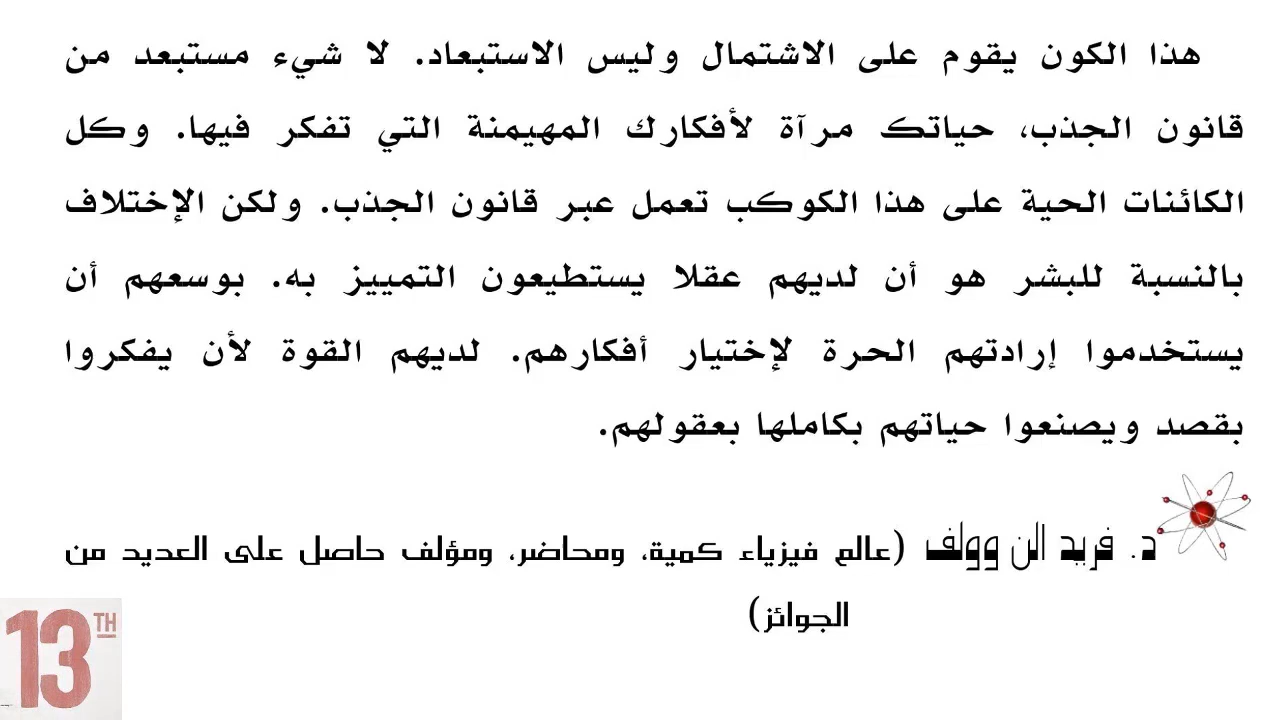 هذا الكون يقوم على الاشتمال وليس الاستبعاد. لا شيء مستبعد من
قانون الجذب، حياتك مرآة لأفكارك المهيمنة التي تفكر فيها. وكل
الكائنات الحية على هذا الكوكب تعمل عبر قانون الجذب. ولكن الإختلاف
بالنسبة للبشر هو أن لديهم عقلا يستطيعون التمييز به. بوسعهم أن
يستخدموا إرادتهم الحرة لإختيار أفكارهم. لديهم القوة لأن يفكروا
بقصد ويصنعوا حياتهم بكاملها بعقولهم.
د. فريد الن وولف (عالم فيزياء كمية، ومحاضر، ومؤلف حاصل على العديد من
الجوائز)
13TH